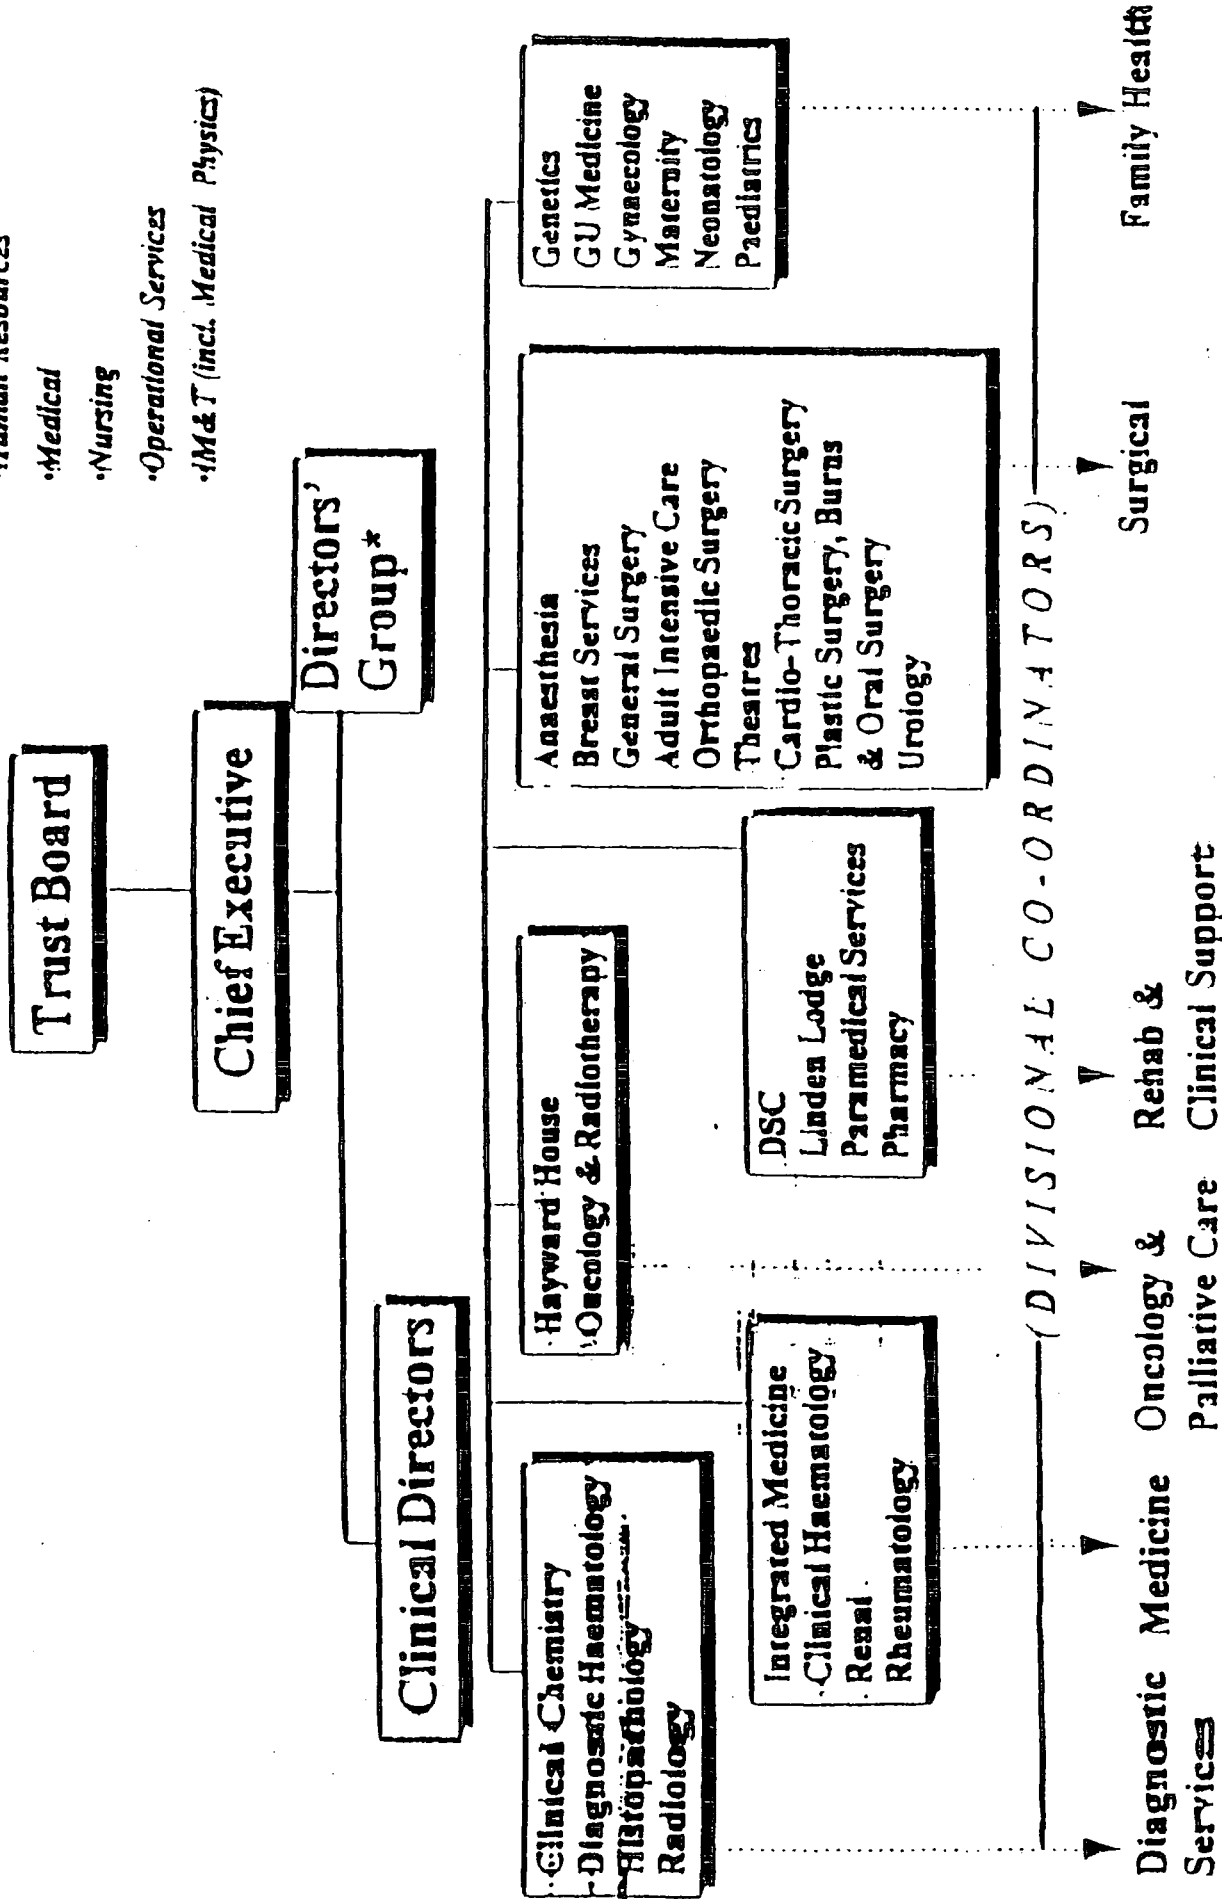 ·Human Resources
·Medical
·Nursing
·Operational Services
·IM&T (incl. Medical Physics)
Trust Board
Chief Executive
Directors'
Group*
Clinical Directors
Clinical Chemistry
Diagnostic Haematology
Histopathology
Radiology
Hayward House
Oncology & Radiotherapy
Anaesthesia
Breast Services
General Surgery
Adult Intensive Care
Orthopaedic Surgery
Theatres
Cardio-Thoracic Surgery
Plastic Surgery, Burns
& Oral Surgery
Urology
Genetics
GU Medicine
Gynaecology
Maternity
Neonatology
Paediatrics
Integrated Medicine
Clinical Haematology
Renal
Rheumatology
DSC
Linden Lodge
Paramedical Services
Pharmacy
(DIVISIONAL CO-ORDINATORS)
Diagnostic
Services
Medicine
Oncology &
Palliative Care
Rehab &
Clinical Support
Surgical
Family Health